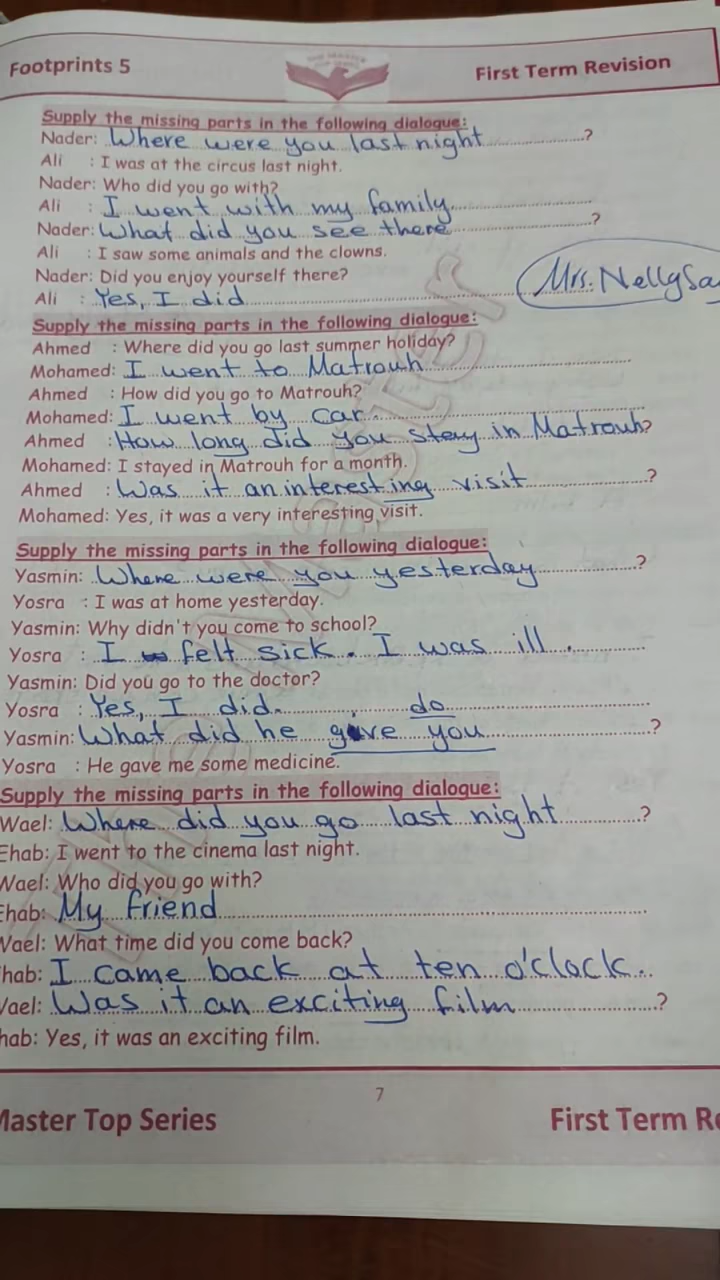 Footprints 5
First Term Revision
Supply the missing parts in the following dialogue:
Nader: Where were you last night ?
Ali : I was at the circus last night.
Nader: Who did you go with?
Ali : I went with my family
Nader: What did you see there ?
Ali : I saw some animals and the clowns.
Nader: Did you enjoy yourself there?
Ali : Yes, I did
Mrs. Nelly
Supply the missing parts in the following dialogue:
Ahmed : Where did you go last summer holiday?
Mohamed: I went to Matrouh
Ahmed : How did you go to Matrouh?
Mohamed: I went by car
Ahmed : How long did you stay in Matrouh?
Mohamed: I stayed in Matrouh for a month.
Ahmed : Was it an interesting visit ?
Mohamed: Yes, it was a very interesting visit.
Supply the missing parts in the following dialogue:
Yasmin: Where were you yesterday ?
Yosra : I was at home yesterday.
Yasmin: Why didn't you come to school?
Yosra : I felt sick. I was ill.
Yasmin: Did you go to the doctor?
Yosra : Yes, I did. do
Yasmin: What did he give you ?
Yosra : He gave me some medicine.
Supply the missing parts in the following dialogue:
Wael: Where did you go last night ?
Ehab: I went to the cinema last night.
Wael: Who did you go with?
Ehab: My friend
Wael: What time did you come back?
hab: I came back at ten o'clock.
Vael: Was it an exciting film ?
hab: Yes, it was an exciting film.
7
Master Top Series
First Term Re